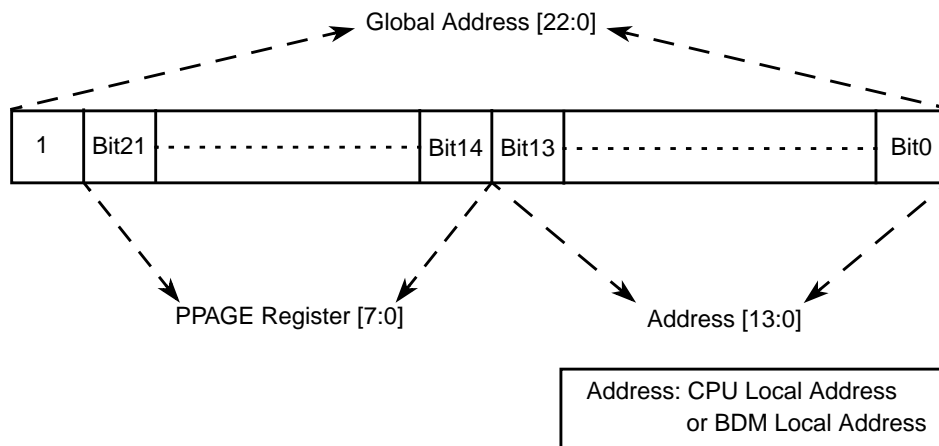 Global Address [22:0]
1 Bit21 Bit14 Bit13 Bit0
PPAGE Register [7:0] Address [13:0]
Address: CPU Local Address
or BDM Local Address